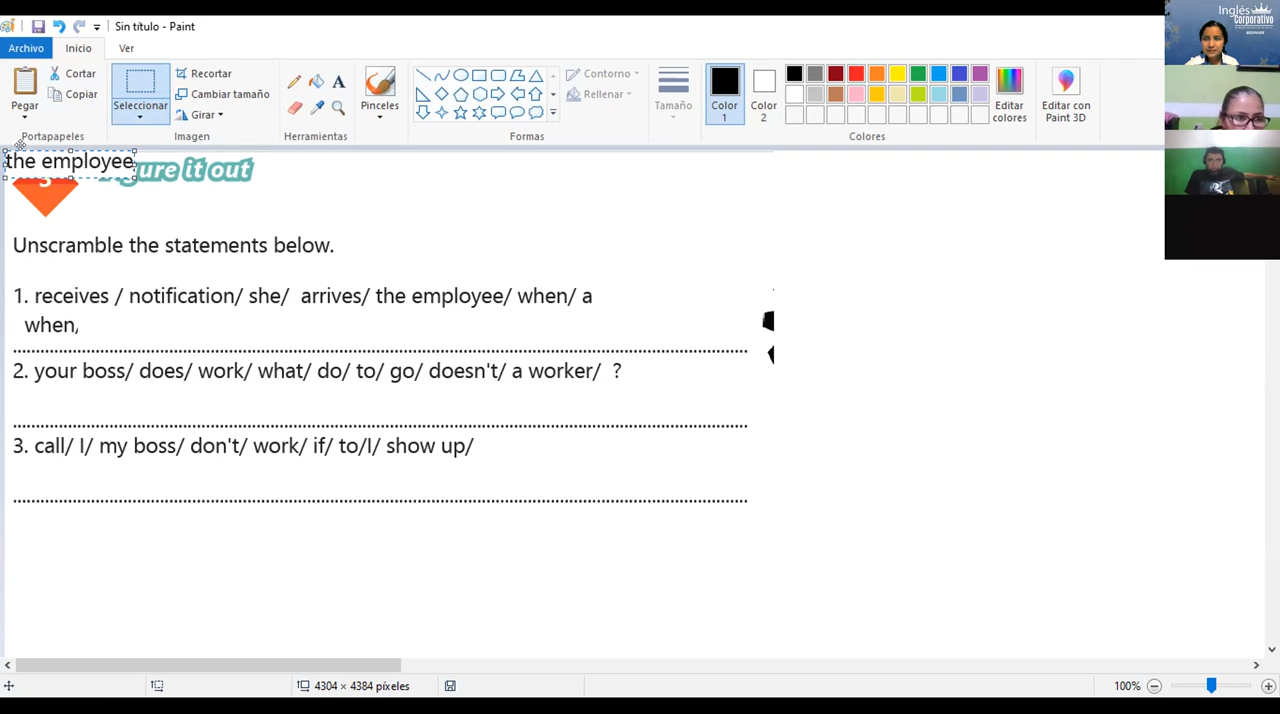 Sin título - Paint
Inglés
Corporativo
BEGINNER
Archivo Inicio Ver
Pegar
Cortar
Copiar
Portapapeles
Seleccionar
Recortar
Cambiar tamaño
Girar
Imagen
A
Herramientas
Pinceles
Contorno
Rellenar
Formas
Tamaño
Color 1
Color 2
Editar colores
Editar con Paint 3D
Colores
the employee
gure it out
Unscramble the statements below.
1. receives / notification/ she/ arrives/ the employee/ when/ a
when/
2. your boss/ does/ work/ what/ do/ to/ go/ doesn't/ a worker/ ?
3. call/ I/ my boss/ don't/ work/ if/ to/I/ show up/
4304 × 4384 píxeles
100%